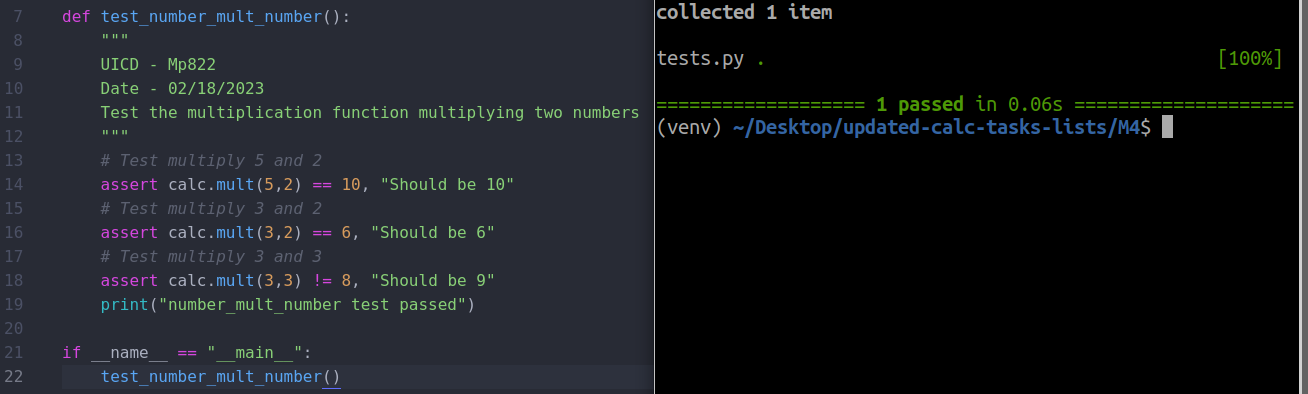 7 def test_number_mult_number():
8 """
9 UICD - Mp822
10 Date - 02/18/2023
11 Test the multiplication function multiplying two numbers
12 """
13 # Test multiply 5 and 2
14 assert calc.mult(5,2) == 10, "Should be 10"
15 # Test multiply 3 and 2
16 assert calc.mult(3,2) == 6, "Should be 6"
17 # Test multiply 3 and 3
18 assert calc.mult(3,3) != 8, "Should be 9"
19 print("number_mult_number test passed")
20
21 if __name__ == "__main__":
22 test_number_mult_number()
collected 1 item
tests.py . [100%]
=================== 1 passed in 0.06s ====================
(venv) ~/Desktop/updated-calc-tasks-lists/M4$